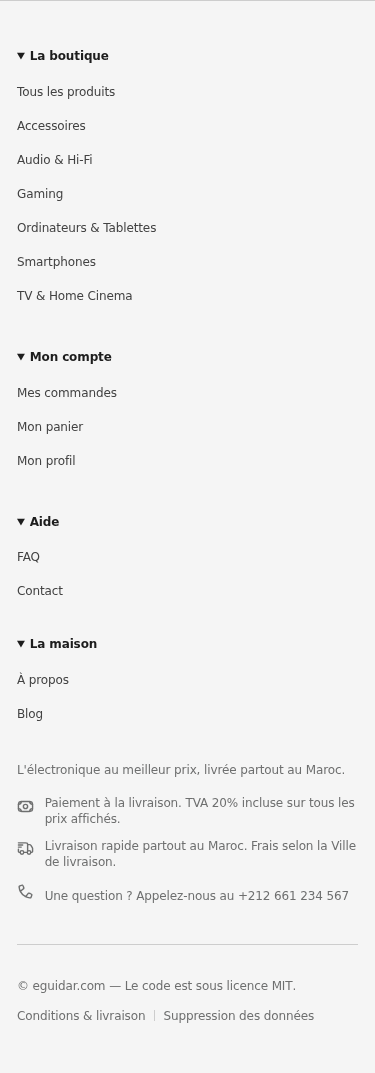 La boutique
Tous les produits
Accessoires
Audio & Hi-Fi
Gaming
Ordinateurs & Tablettes
Smartphones
TV & Home Cinema
Mon compte
Mes commandes
Mon panier
Mon profil
Aide
FAQ
Contact
La maison
À propos
Blog
L'électronique au meilleur prix, livrée partout au Maroc.
Paiement à la livraison. TVA 20% incluse sur tous les
prix affichés.
Livraison rapide partout au Maroc. Frais selon la Ville
de livraison.
Une question ? Appelez-nous au +212 661 234 567
© eguidar.com — Le code est sous licence MIT.
Conditions & livraison | Suppression des données